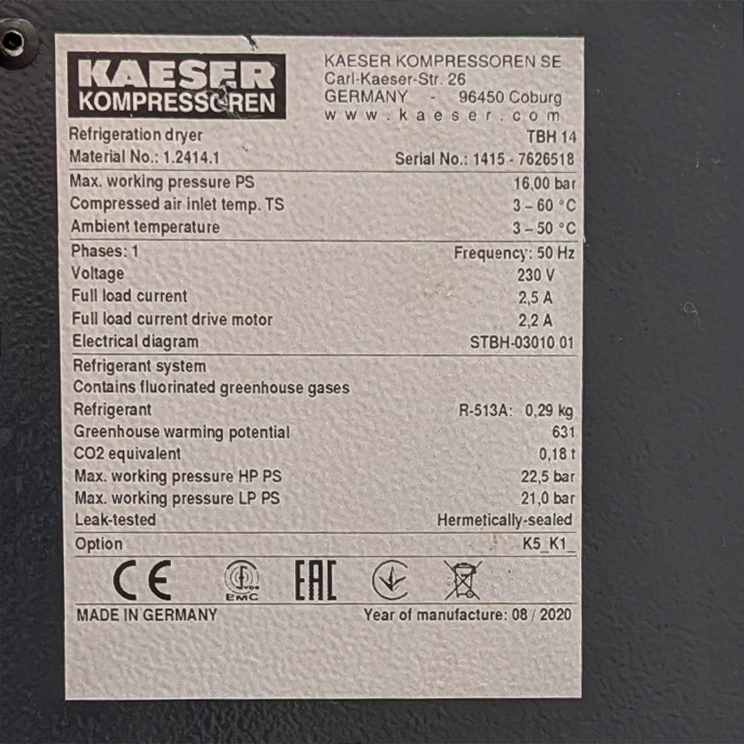 KAESER
KOMPRESSOREN
KAESER KOMPRESSOREN SE
Carl-Kaeser-Str. 26
GERMANY - 96450 Coburg
www.kaeser.com
Refrigeration dryer TBH 14
Material No.: 1.2414.1 Serial No.: 1415 - 7626518
Max. working pressure PS 16,00 bar
Compressed air inlet temp. TS 3 – 60 °C
Ambient temperature 3 – 50 °C
Phases: 1 Frequency: 50 Hz
Voltage 230 V
Full load current 2,5 A
Full load current drive motor 2,2 A
Electrical diagram STBH-03010 01
Refrigerant system
Contains fluorinated greenhouse gases
Refrigerant R-513A: 0,29 kg
Greenhouse warming potential 631
CO2 equivalent 0,18 t
Max. working pressure HP PS 22,5 bar
Max. working pressure LP PS 21,0 bar
Leak-tested Hermetically-sealed
Option K5_K1_
CE EMC EAC
MADE IN GERMANY Year of manufacture: 08 / 2020